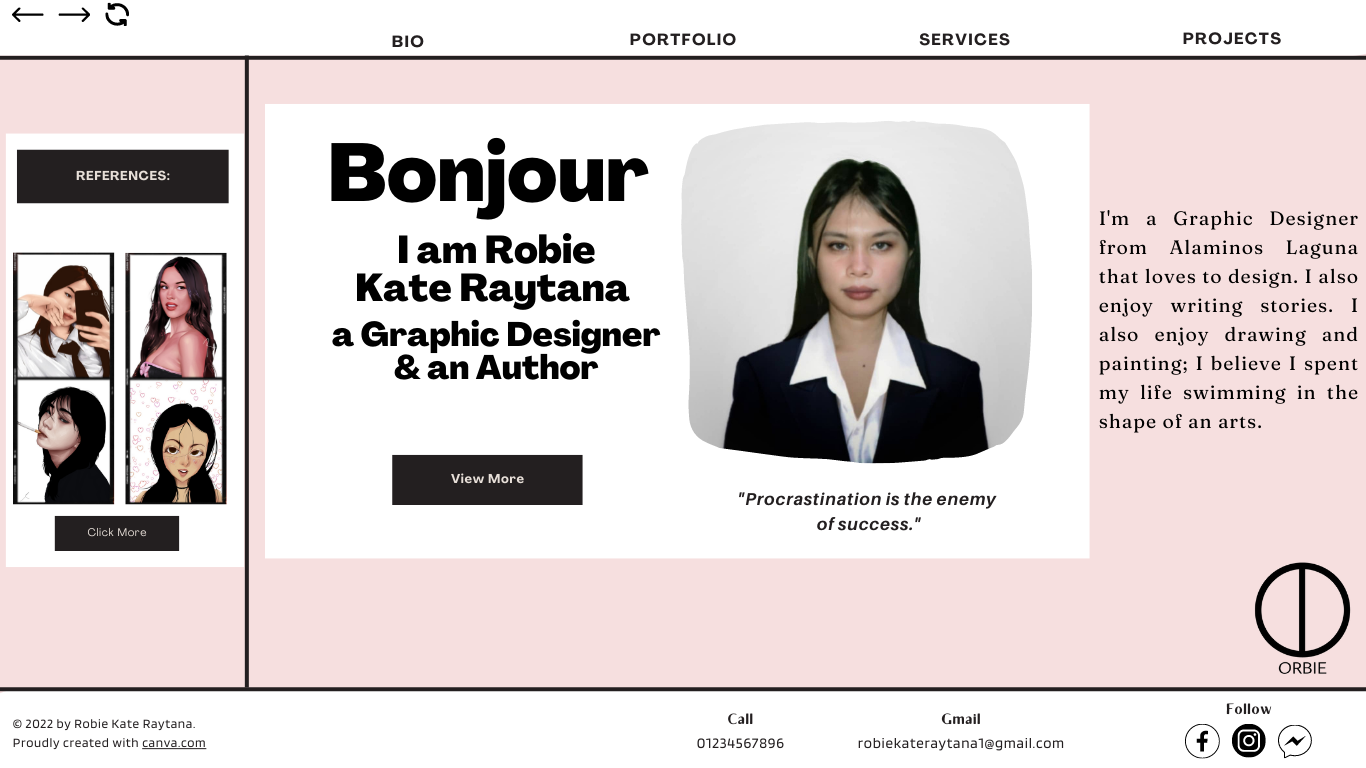 BIO
PORTFOLIO
SERVICES
PROJECTS
REFERENCES:
Click More
Bonjour
I am Robie
Kate Raytana
a Graphic Designer
& an Author
View More
"Procrastination is the enemy
of success."
I'm a Graphic Designer
from Alaminos Laguna
that loves to design. I also
enjoy writing stories. I
also enjoy drawing and
painting; I believe I spent
my life swimming in the
shape of an arts.
ORBIE
© 2022 by Robie Kate Raytana.
Proudly created with canva.com
Call
01234567896
Gmail
robiekateraytana1@gmail.com
Follow